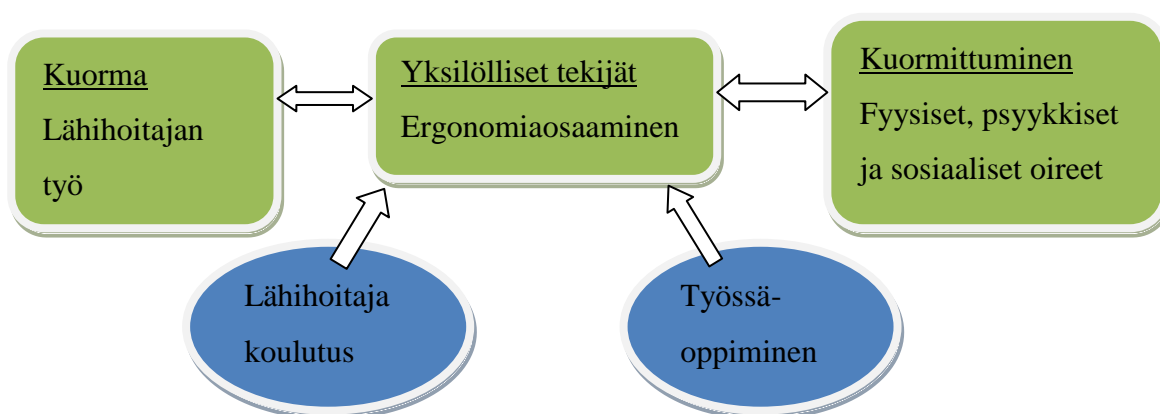 Kuorma
Lähihoitajan
työ
Yksilölliset tekijät
Ergonomiaosaaminen
Kuormittuminen
Fyysiset, psyykkiset
ja sosiaaliset oireet
Lähihoitaja
koulutus
Työssä-
oppiminen